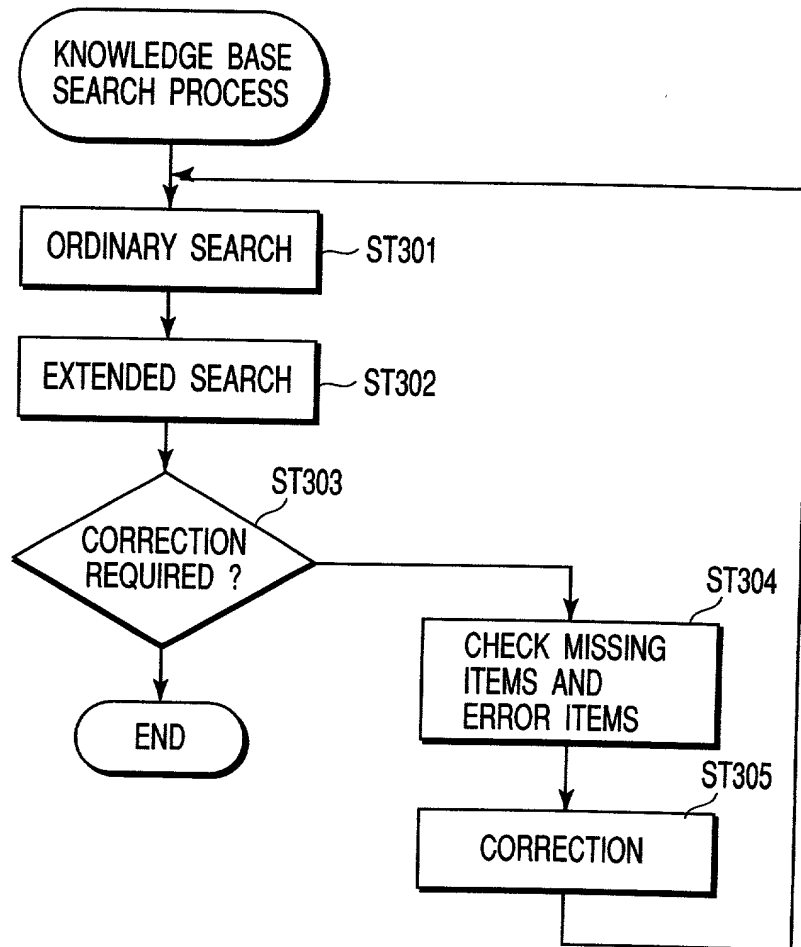 KNOWLEDGE BASE
SEARCH PROCESS
ORDINARY SEARCH
ST301
EXTENDED SEARCH
ST302
ST303
CORRECTION
REQUIRED ?
ST304
CHECK MISSING
ITEMS AND
ERROR ITEMS
END
ST305
CORRECTION